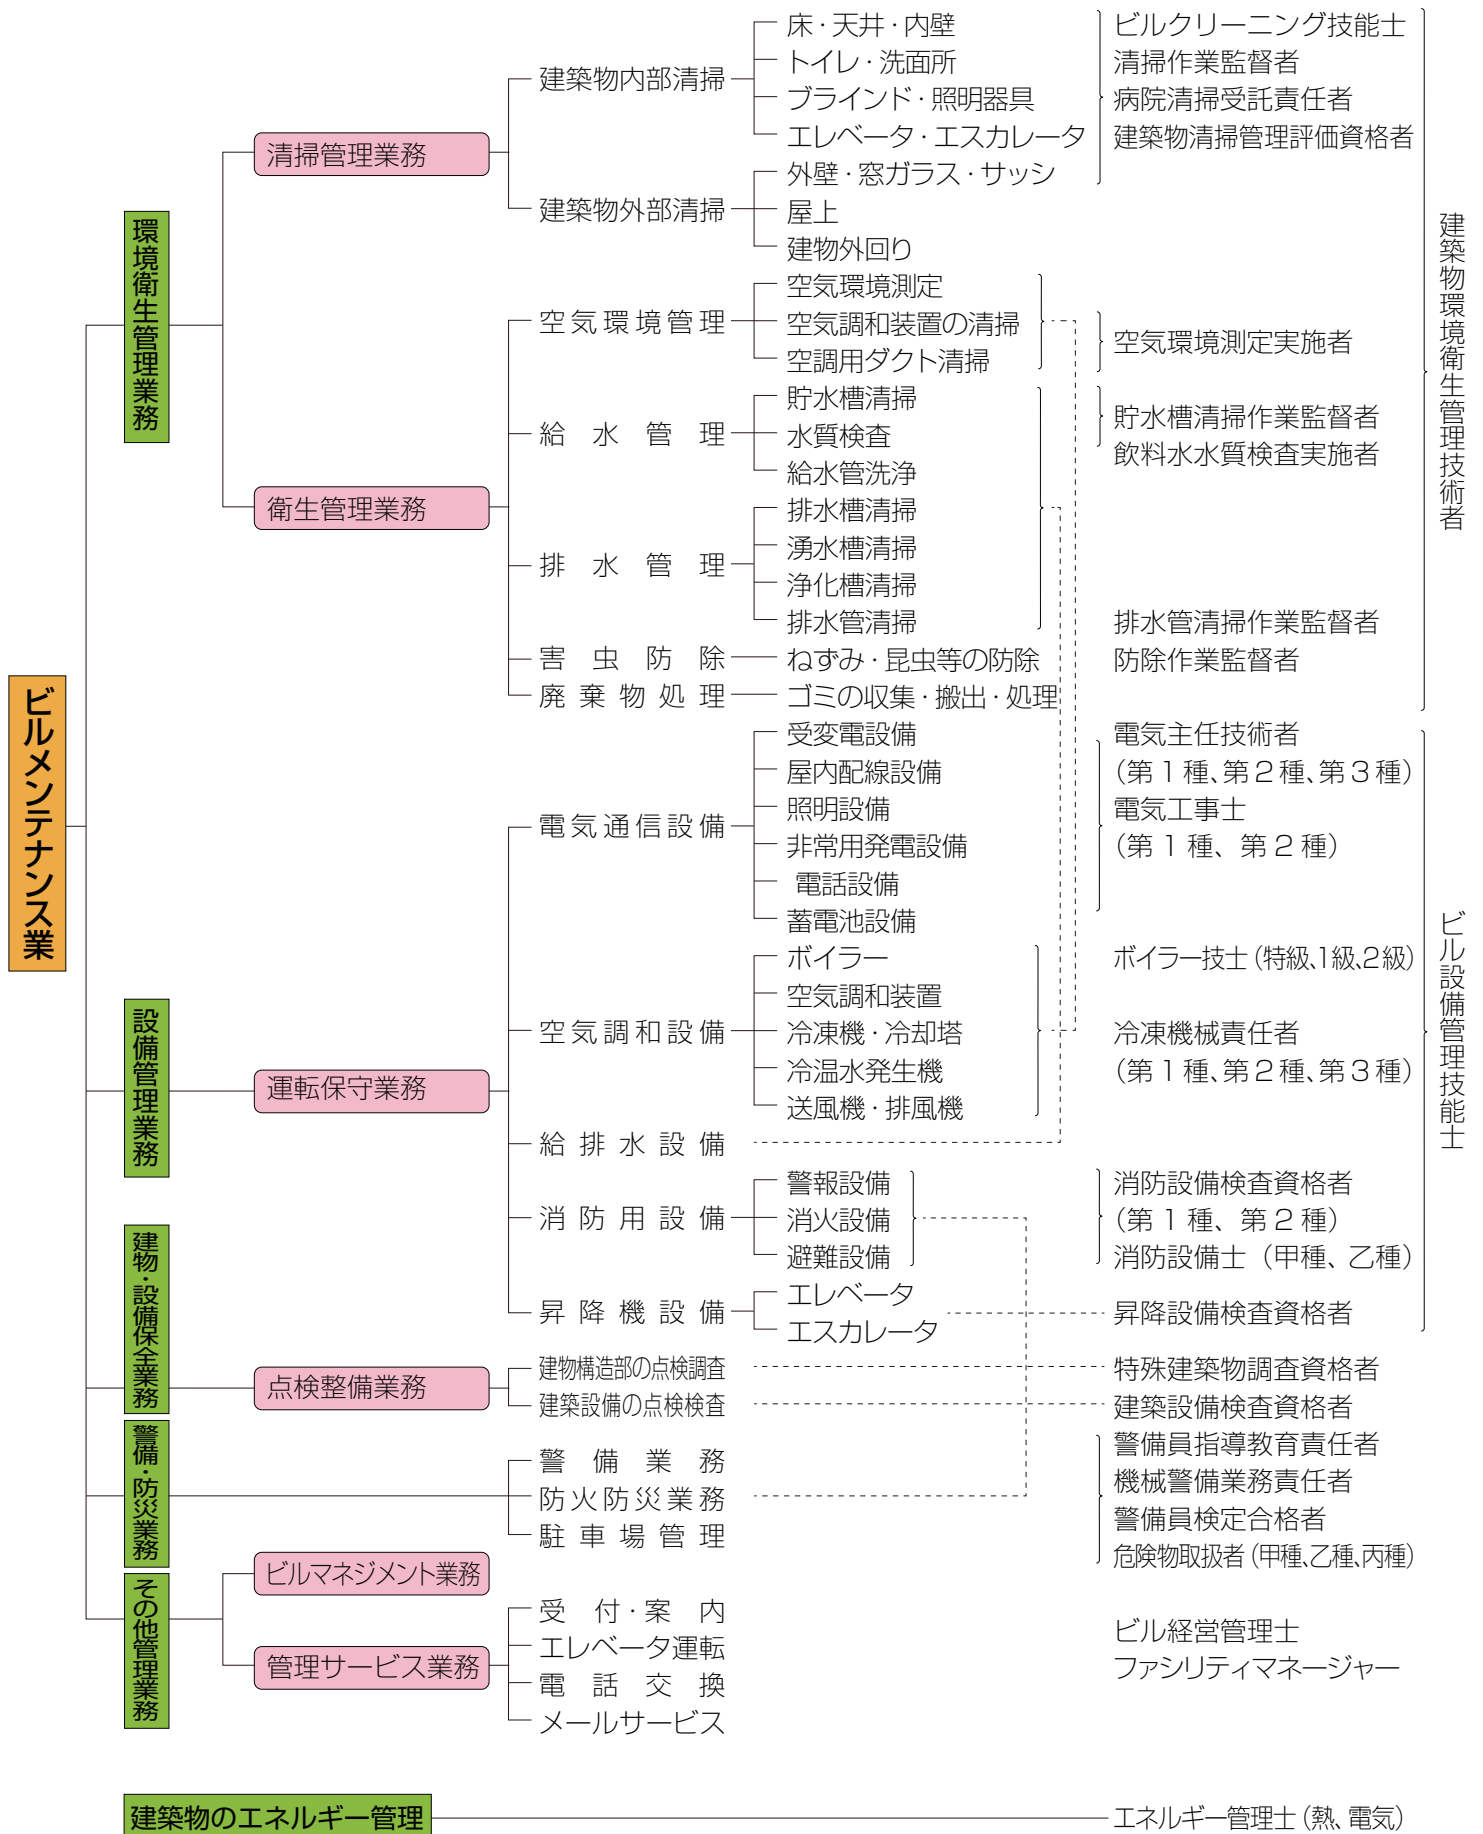 ビルメンテナンス業
環境衛生管理業務
清掃管理業務
建築物内部清掃
床・天井・内壁
トイレ・洗面所
ブラインド・照明器具
エレベータ・エスカレータ
建築物外部清掃
外壁・窓ガラス・サッシ
屋上
建物外回り
ビルクリーニング技能士
清掃作業監督者
病院清掃受託責任者
建築物清掃管理評価資格者
衛生管理業務
空気環境管理
空気環境測定
空気調和装置の清掃
空調用ダクト清掃
空気環境測定実施者
給水管理
貯水槽清掃
水質検査
給水管洗浄
貯水槽清掃作業監督者
飲料水水質検査実施者
排水管理
排水槽清掃
湧水槽清掃
浄化槽清掃
排水管清掃
排水管清掃作業監督者
害虫防除
ねずみ・昆虫等の防除
防除作業監督者
廃棄物処理
ゴミの収集・搬出・処理
建築物環境衛生管理技術者
設備管理業務
運転保守業務
電気通信設備
受変電設備
屋内配線設備
照明設備
非常用発電設備
電話設備
蓄電池設備
電気主任技術者
(第1種、第2種、第3種)
電気工事士
(第1種、第2種)
空気調和設備
ボイラー
空気調和装置
冷凍機・冷却塔
冷温水発生機
送風機・排風機
ボイラー技士(特級、1級、2級)
冷凍機械責任者
(第1種、第2種、第3種)
給排水設備
消防用設備
警報設備
消火設備
避難設備
消防設備検査資格者
(第1種、第2種)
消防設備士(甲種、乙種)
昇降機設備
エレベータ
エスカレータ
昇降設備検査資格者
ビル設備管理技能士
建物・設備保全業務
点検整備業務
建物構造部の点検調査
特殊建築物調査資格者
建築設備の点検検査
建築設備検査資格者
警備・防災業務
警備業務
防火防災業務
駐車場管理
警備員指導教育責任者
機械警備業務責任者
警備員検定合格者
危険物取扱者(甲種、乙種、丙種)
その他管理業務
ビルマネジメント業務
管理サービス業務
受付・案内
エレベータ運転
電話交換
メールサービス
ビル経営管理士
ファシリティマネージャー
建築物のエネルギー管理
エネルギー管理士(熱、電気)